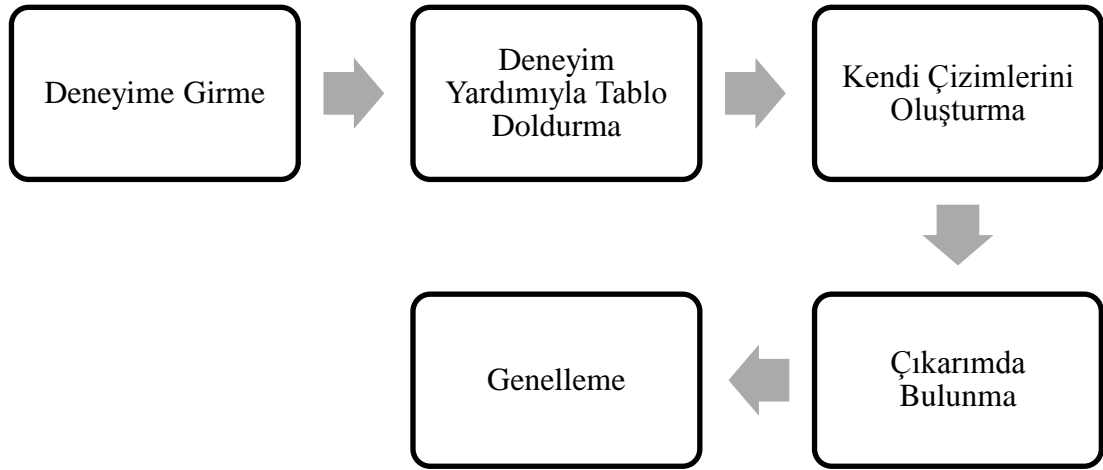 Deneyime Girme
Deneyim
Yardımıyla Tablo
Doldurma
Kendi Çizimlerini
Oluşturma
Çıkarımda
Bulunma
Genelleme